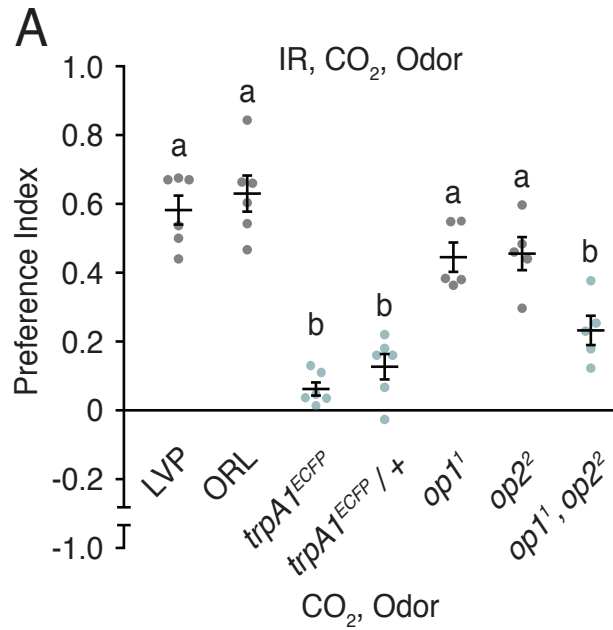 A
IR, CO₂, Odor
1.0
0.8
0.6
0.4
0.2
0
-0.2
-1.0
Preference Index
a
a
b
b
a
a
b
LVP
ORL
trpA1ᴱᶜᶠᴾ
trpA1ᴱᶜᶠᴾ / +
op1¹
op2²
op1¹, op2²
CO₂, Odor